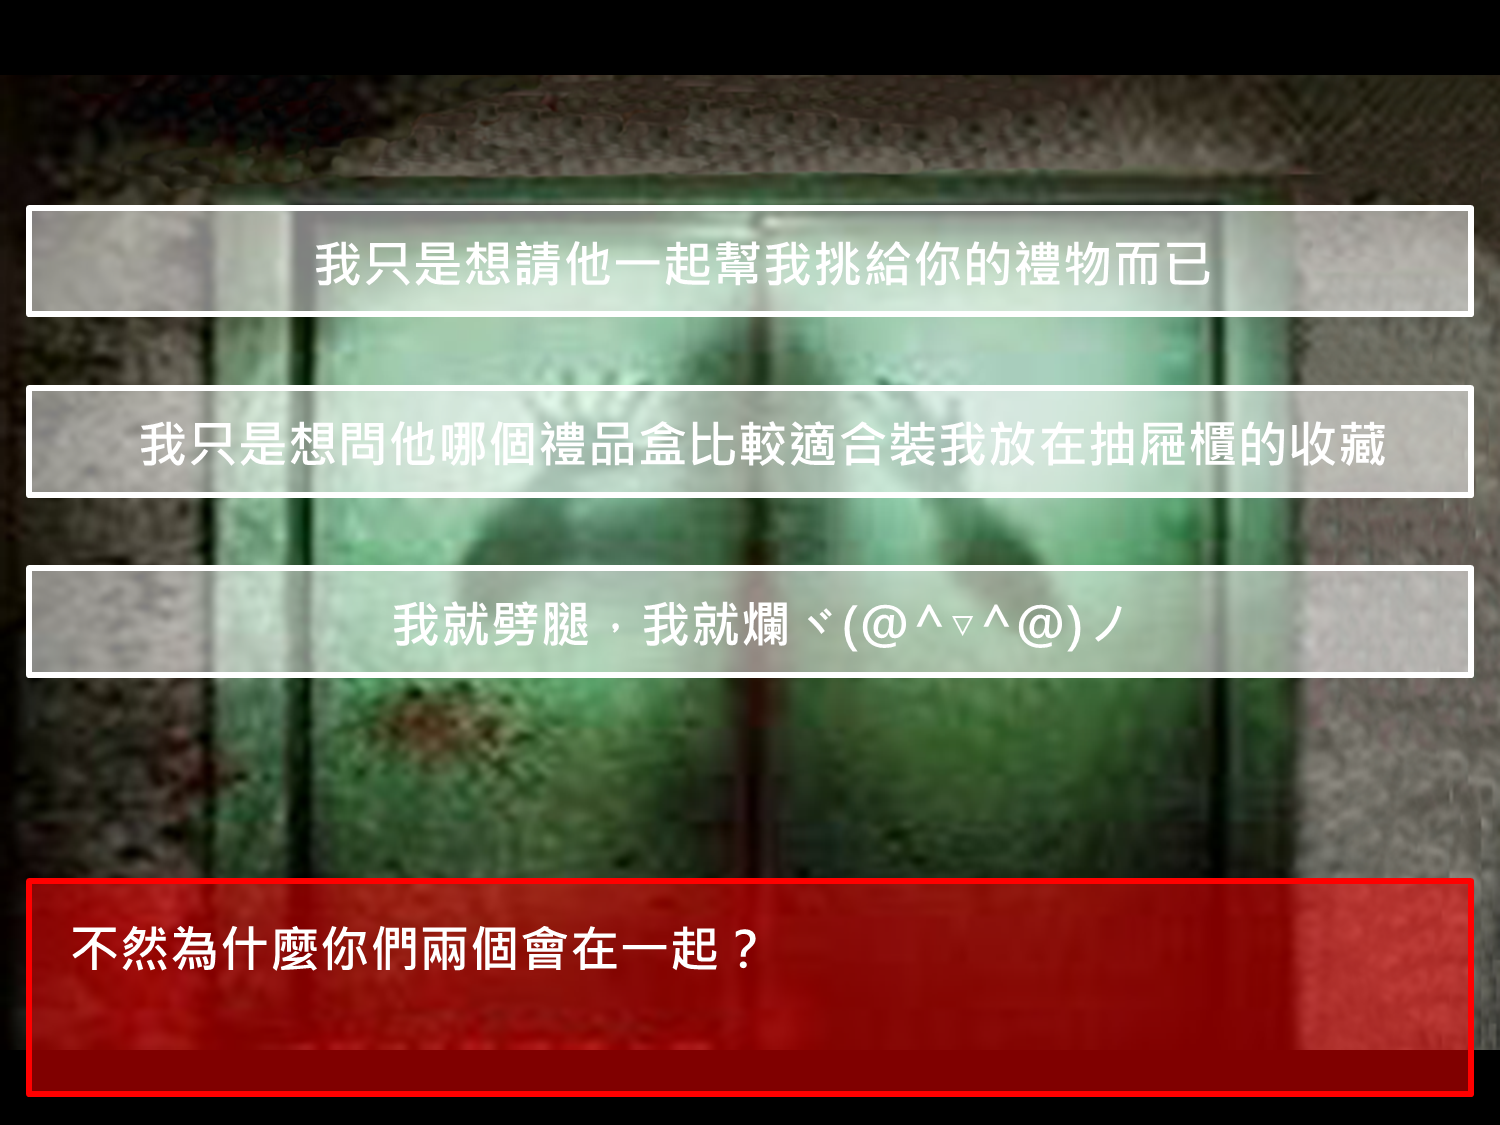 我只是想請他一起幫我挑給你的禮物而已
我只是想問他哪個禮品盒比較適合裝我放在抽屜櫃的收藏
我就劈腿，我就爛ヾ(@^▽^@)ノ
不然為什麼你們兩個會在一起？